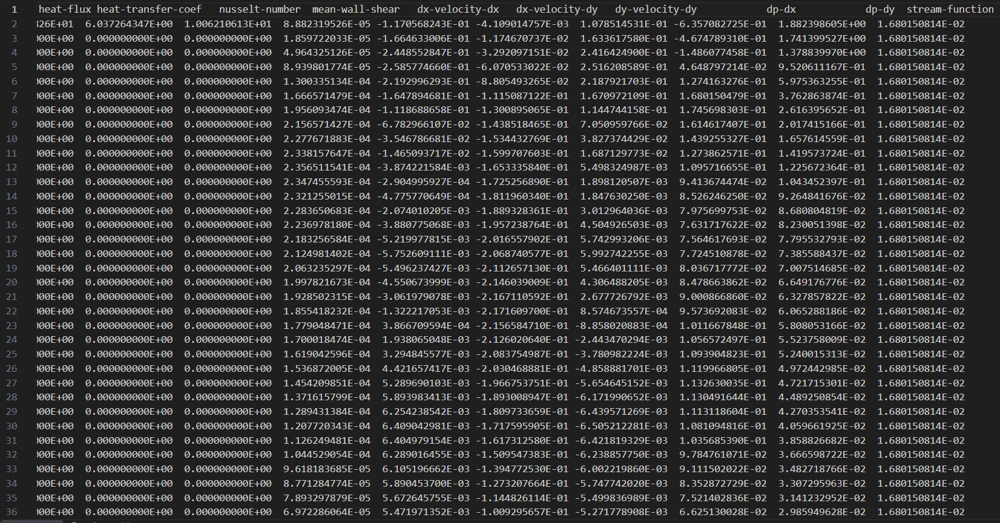 1 heat-flux heat-transfer-coef nusselt-number mean-wall-shear dx-velocity-dx dx-velocity-dy dy-velocity-dy dp-dx dp-dy stream-function
2 326E+01 6.037264347E+00 1.006210613E+01 8.882319526E-05 -1.170568243E-01 -4.109014757E-03 1.078514531E-01 -6.357082725E-01 1.882398605E+00 1.680150814E-02
3 000E+00 0.000000000E+00 0.000000000E+00 1.859722033E-05 -1.664633006E-01 -1.174670737E-02 1.633617580E-01 -4.674789310E-01 1.741399527E+00 1.680150814E-02
4 000E+00 0.000000000E+00 0.000000000E+00 4.964325126E-05 -2.448552847E-01 -3.292097151E-02 2.416424900E-01 -1.486077458E-01 1.378839970E+00 1.680150814E-02
5 000E+00 0.000000000E+00 0.000000000E+00 8.939801774E-05 -2.585774660E-01 -6.070533022E-02 2.516208589E-01 4.648797214E-02 9.520611167E-01 1.680150814E-02
6 000E+00 0.000000000E+00 0.000000000E+00 1.300335134E-04 -2.192996293E-01 -8.805493265E-02 2.187921703E-01 1.274163276E-01 5.975363255E-01 1.680150814E-02
7 000E+00 0.000000000E+00 0.000000000E+00 1.666571479E-04 -1.647894681E-01 -1.115087122E-01 1.670972109E-01 1.680150479E-01 3.762863874E-01 1.680150814E-02
8 000E+00 0.000000000E+00 0.000000000E+00 1.956093474E-04 -1.118688658E-01 -1.300895065E-01 1.144744158E-01 1.745698303E-01 2.616395652E-01 1.680150814E-02
9 000E+00 0.000000000E+00 0.000000000E+00 2.156571427E-04 -6.782966107E-02 -1.438518465E-01 7.050959766E-02 1.614617407E-01 2.017415166E-01 1.680150814E-02
10 000E+00 0.000000000E+00 0.000000000E+00 2.277671883E-04 -3.546786681E-02 -1.534432769E-01 3.827374429E-02 1.439255327E-01 1.657614559E-01 1.680150814E-02
11 000E+00 0.000000000E+00 0.000000000E+00 2.338157647E-04 -1.465093717E-02 -1.599707603E-01 1.687129773E-02 1.273862571E-01 1.419573724E-01 1.680150814E-02
12 000E+00 0.000000000E+00 0.000000000E+00 2.356511541E-04 -3.874221584E-03 -1.653335840E-01 5.498324987E-03 1.095716655E-01 1.225672364E-01 1.680150814E-02
13 000E+00 0.000000000E+00 0.000000000E+00 2.347455593E-04 -2.904995927E-04 -1.725256890E-01 1.898120507E-03 9.413674474E-02 1.043452397E-01 1.680150814E-02
14 000E+00 0.000000000E+00 0.000000000E+00 2.321255015E-04 -4.775770649E-04 -1.811960340E-01 1.847630250E-03 8.526246250E-02 9.264841676E-02 1.680150814E-02
15 000E+00 0.000000000E+00 0.000000000E+00 2.283650683E-04 -2.074010205E-03 -1.889328361E-01 3.012964036E-03 7.975699753E-02 8.680804819E-02 1.680150814E-02
16 000E+00 0.000000000E+00 0.000000000E+00 2.236978180E-04 -3.880775068E-03 -1.957238764E-01 4.504926503E-03 7.631717622E-02 8.230051398E-02 1.680150814E-02
17 000E+00 0.000000000E+00 0.000000000E+00 2.183256584E-04 -5.219977815E-03 -2.016557902E-01 5.742993206E-03 7.564617693E-02 7.795532793E-02 1.680150814E-02
18 000E+00 0.000000000E+00 0.000000000E+00 2.124981402E-04 -5.752609111E-03 -2.068740577E-01 5.992742255E-03 7.724510878E-02 7.385588437E-02 1.680150814E-02
19 000E+00 0.000000000E+00 0.000000000E+00 2.063235297E-04 -5.496237427E-03 -2.112657130E-01 5.466401111E-03 8.036717772E-02 7.007514685E-02 1.680150814E-02
20 000E+00 0.000000000E+00 0.000000000E+00 1.997821673E-04 -4.550673999E-03 -2.146039009E-01 4.306488205E-03 8.478663862E-02 6.649176776E-02 1.680150814E-02
21 000E+00 0.000000000E+00 0.000000000E+00 1.928502315E-04 -3.061979078E-03 -2.167110592E-01 2.677726792E-03 9.000866860E-02 6.327857822E-02 1.680150814E-02
22 000E+00 0.000000000E+00 0.000000000E+00 1.855418232E-04 -1.322217053E-03 -2.171609700E-01 8.574673557E-04 9.573692083E-02 6.065288186E-02 1.680150814E-02
23 000E+00 0.000000000E+00 0.000000000E+00 1.779048471E-04 3.866709594E-04 -2.156584710E-01 -8.858020883E-04 1.011667848E-01 5.808053166E-02 1.680150814E-02
24 000E+00 0.000000000E+00 0.000000000E+00 1.700018474E-04 1.938065048E-03 -2.126020640E-01 -2.443470294E-03 1.056572497E-01 5.523758009E-02 1.680150814E-02
25 000E+00 0.000000000E+00 0.000000000E+00 1.619042596E-04 3.294845577E-03 -2.083754987E-01 -3.780982224E-03 1.093904823E-01 5.240015313E-02 1.680150814E-02
26 000E+00 0.000000000E+00 0.000000000E+00 1.536872005E-04 4.421657417E-03 -2.030468881E-01 -4.858881701E-03 1.119966805E-01 4.972442985E-02 1.680150814E-02
27 000E+00 0.000000000E+00 0.000000000E+00 1.454209851E-04 5.289690103E-03 -1.966753751E-01 -5.654645152E-03 1.132630035E-01 4.721715301E-02 1.680150814E-02
28 000E+00 0.000000000E+00 0.000000000E+00 1.371615799E-04 5.893983413E-03 -1.893008947E-01 -6.171990652E-03 1.130491644E-01 4.489250854E-02 1.680150814E-02
29 000E+00 0.000000000E+00 0.000000000E+00 1.289431384E-04 6.254238542E-03 -1.809733659E-01 -6.439571269E-03 1.113118604E-01 4.270353541E-02 1.680150814E-02
30 000E+00 0.000000000E+00 0.000000000E+00 1.207720343E-04 6.409042981E-03 -1.717595905E-01 -6.505212281E-03 1.081094816E-01 4.059661925E-02 1.680150814E-02
31 000E+00 0.000000000E+00 0.000000000E+00 1.126249481E-04 6.404979154E-03 -1.617312580E-01 -6.421819329E-03 1.035685390E-01 3.858826682E-02 1.680150814E-02
32 000E+00 0.000000000E+00 0.000000000E+00 1.044529054E-04 6.289016455E-03 -1.509547383E-01 -6.238857750E-03 9.784761071E-02 3.666598722E-02 1.680150814E-02
33 000E+00 0.000000000E+00 0.000000000E+00 9.618183685E-05 6.105196662E-03 -1.394772530E-01 -6.002219860E-03 9.111502022E-02 3.482718766E-02 1.680150814E-02
34 000E+00 0.000000000E+00 0.000000000E+00 8.771284774E-05 5.890453700E-03 -1.273207664E-01 -5.747742020E-03 8.352872729E-02 3.307295963E-02 1.680150814E-02
35 000E+00 0.000000000E+00 0.000000000E+00 7.893297879E-05 5.672645755E-03 -1.144826114E-01 -5.499836989E-03 7.521402836E-02 3.141232952E-02 1.680150814E-02
36 000E+00 0.000000000E+00 0.000000000E+00 6.972286064E-05 5.471971352E-03 -1.009295657E-01 -5.271778908E-03 6.625130028E-02 2.985949628E-02 1.680150814E-02